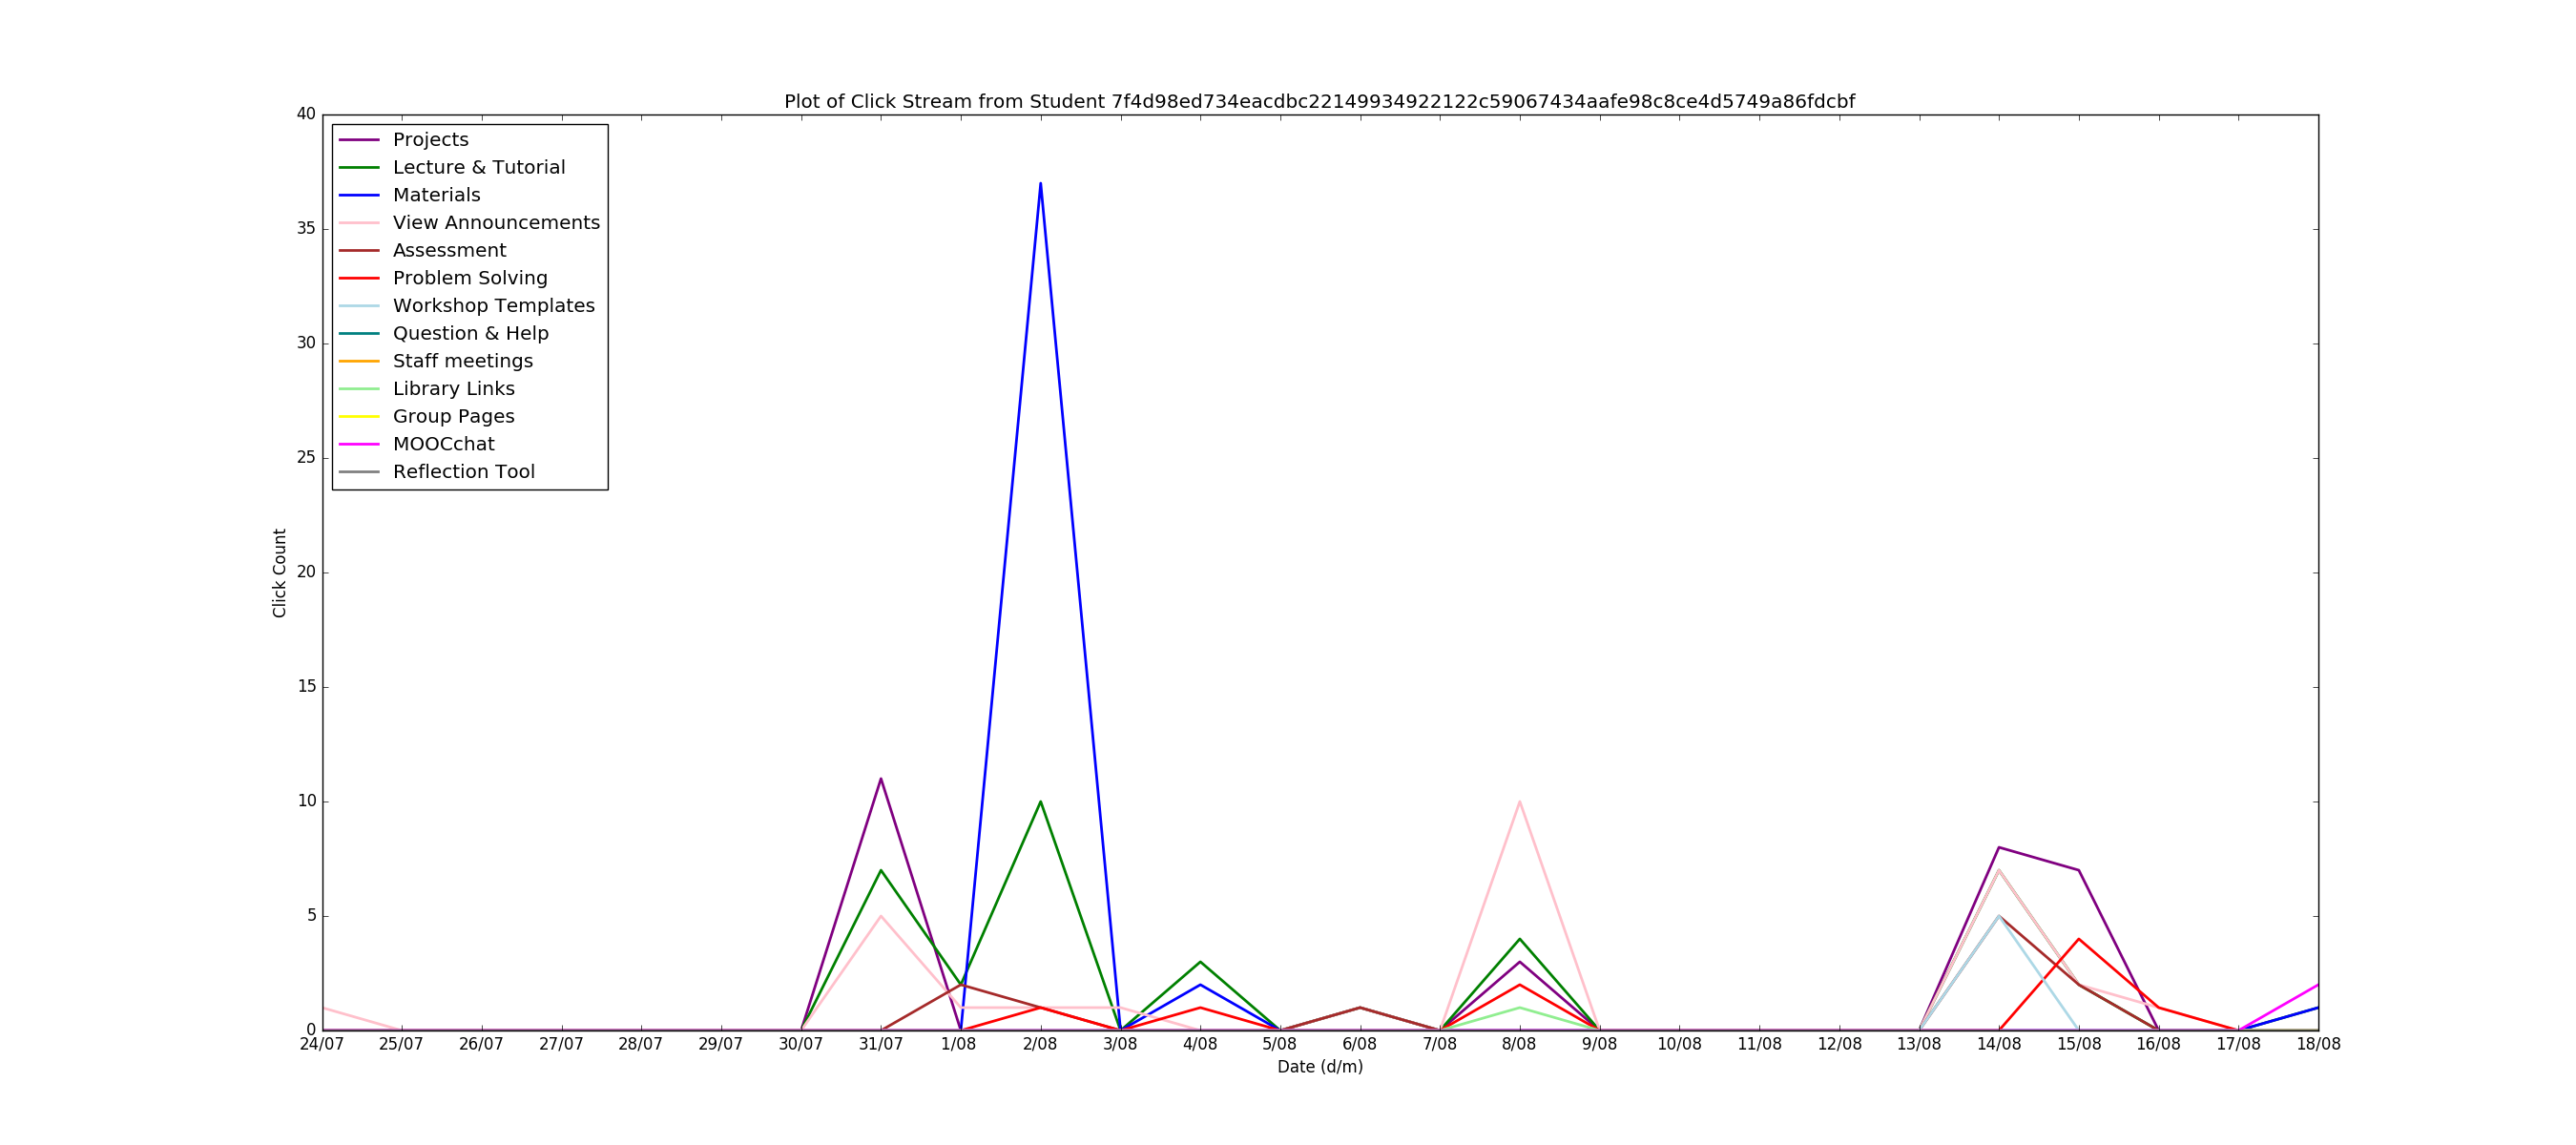 Plot of Click Stream from Student 7f4d98ed734eacdbc22149934922122c59067434aafe98c8ce4d5749a86fdcbf
40
35
30
25
20
15
10
5
0
Click Count
Projects
Lecture & Tutorial
Materials
View Announcements
Assessment
Problem Solving
Workshop Templates
Question & Help
Staff meetings
Library Links
Group Pages
MOOCchat
Reflection Tool
24/07 25/07 26/07 27/07 28/07 29/07 30/07 31/07 1/08 2/08 3/08 4/08 5/08 6/08 7/08 8/08 9/08 10/08 11/08 12/08 13/08 14/08 15/08 16/08 17/08 18/08
Date (d/m)